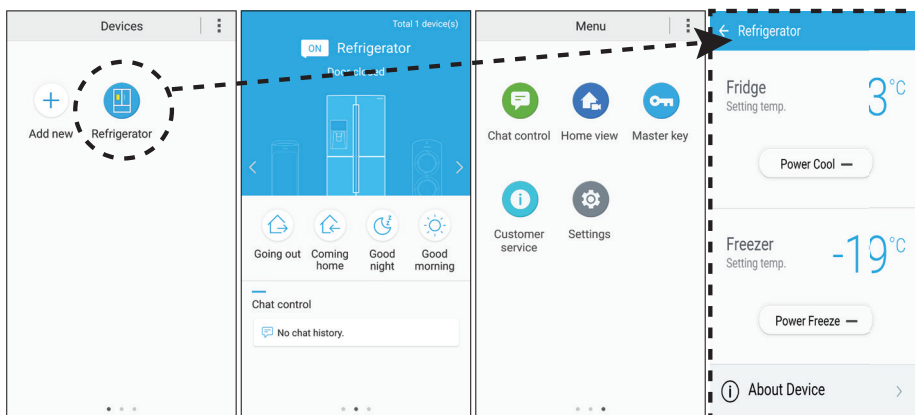 Devices
Add new
Refrigerator
Total 1 device(s)
ON Refrigerator
Door closed
Going out
Coming
home
Good
night
Good
morning
Chat control
No chat history.
Menu
Chat control
Home view
Master key
Customer
service
Settings
Refrigerator
Fridge
Setting temp.
3°C
Power Cool
Freezer
Setting temp.
-19°C
Power Freeze
About Device